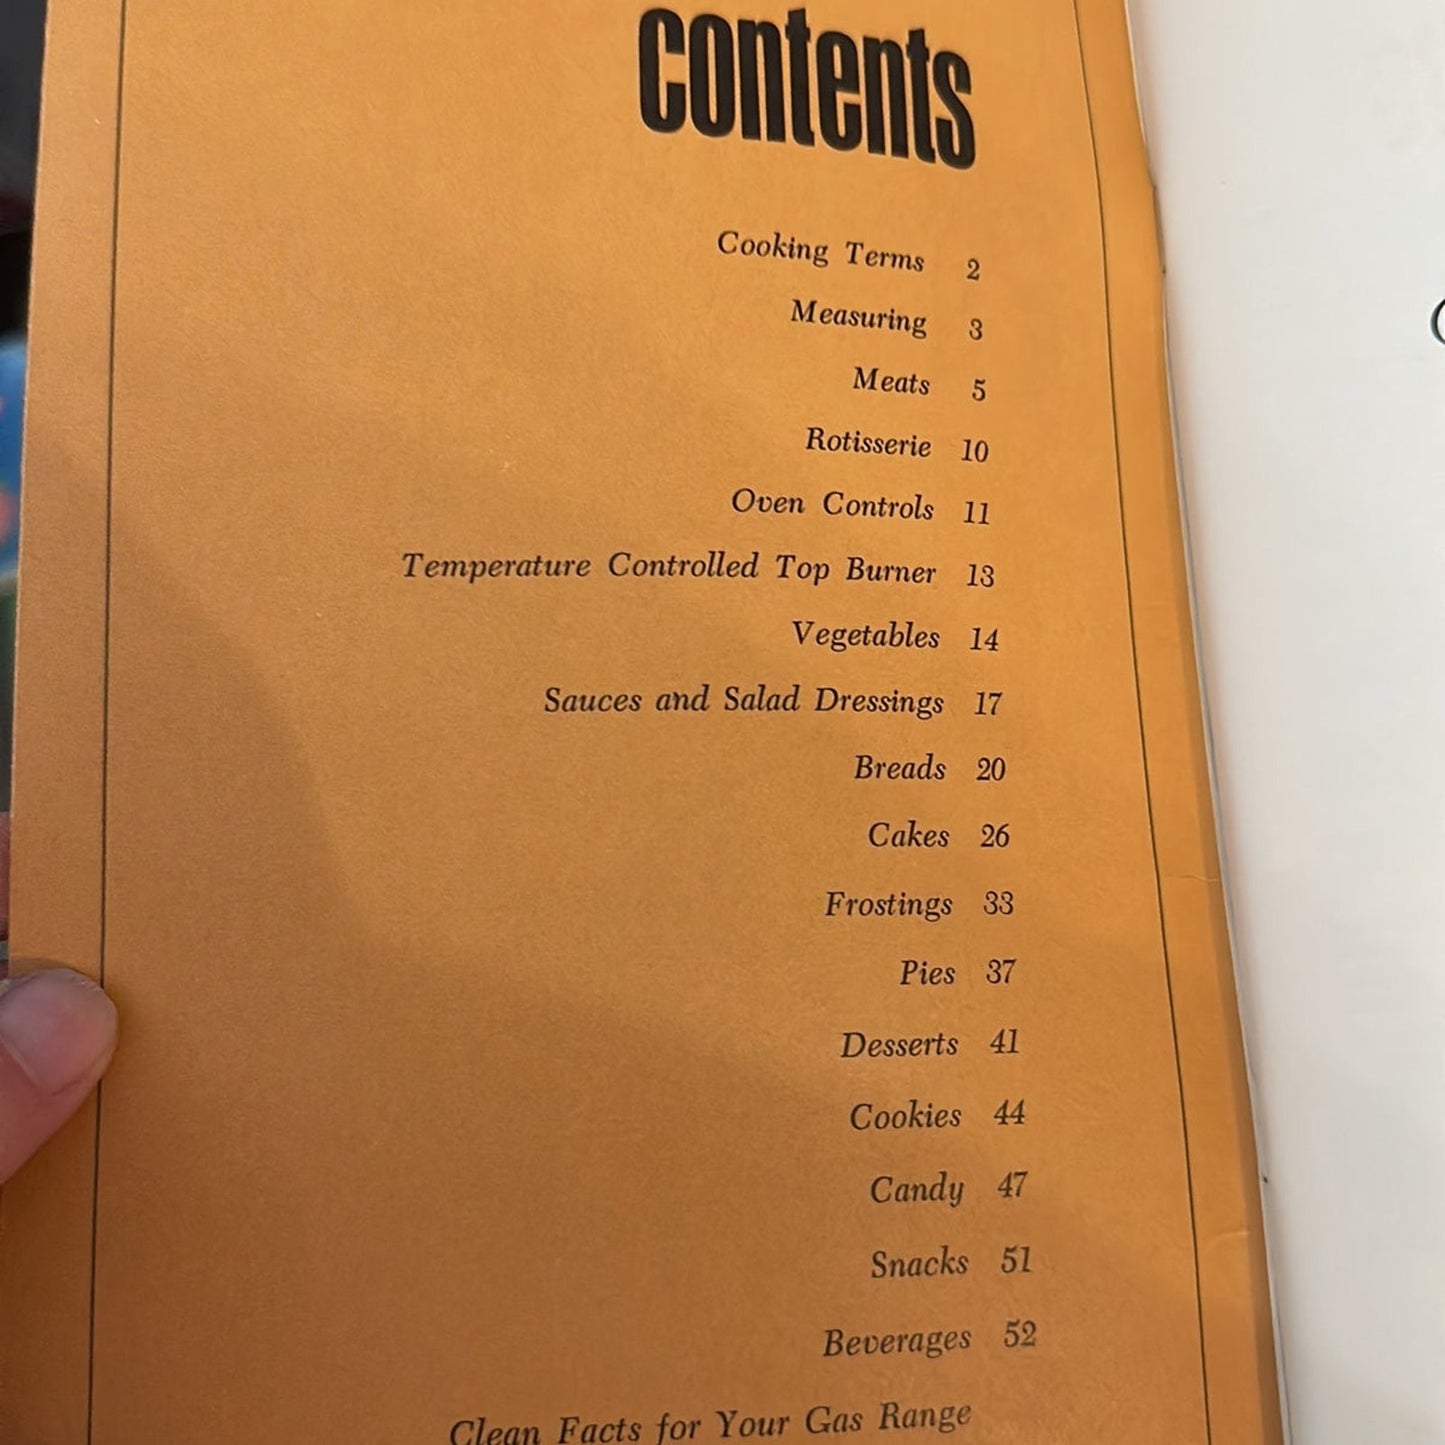 contents
Cooking Terms 2
Measuring 3
Meats 5
Rotisserie 10
Oven Controls 11
Temperature Controlled Top Burner 13
Vegetables 14
Sauces and Salad Dressings 17
Breads 20
Cakes 26
Frostings 33
Pies 37
Desserts 41
Cookies 44
Candy 47
Snacks 51
Beverages 52
Clean Facts for Your Gas Range